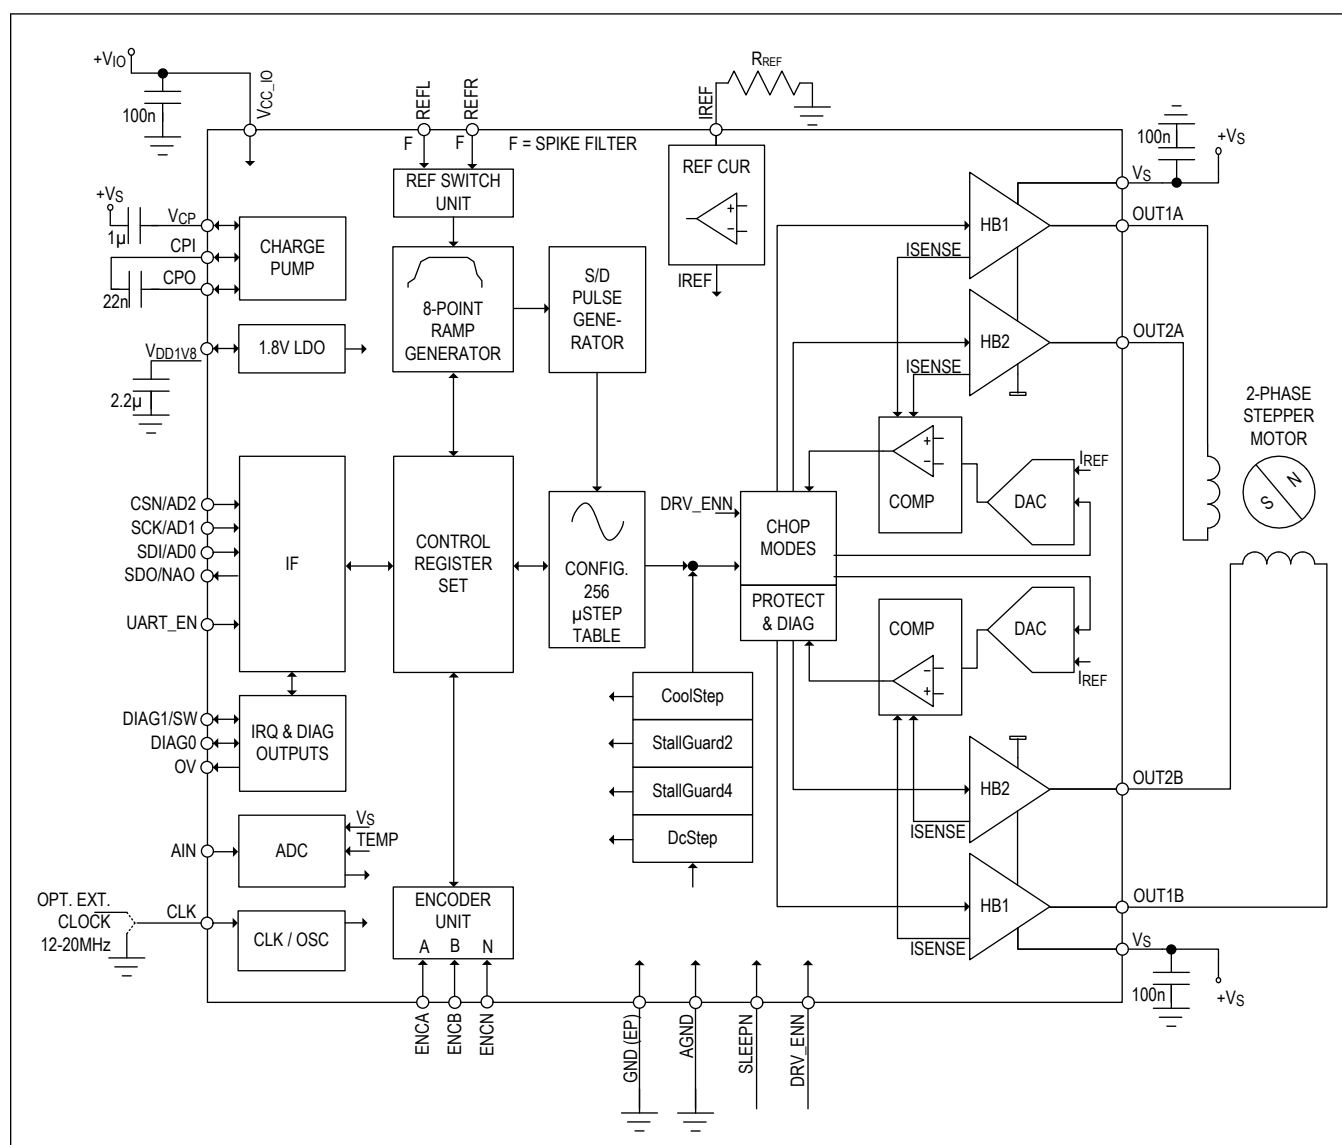 +VIO
100n
VCC_IO
REFL
REFR
F
F
F = SPIKE FILTER
IREF
RREF
100n
+VS
VS
REF SWITCH
UNIT
REF CUR
+
−
IREF
+VS
1µ
VCP
CPI
CPO
22n
CHARGE
PUMP
8-POINT
RAMP
GENERATOR
S/D
PULSE
GENE-
RATOR
HB1
OUT1A
ISENSE
HB2
OUT2A
ISENSE
VDD1V8
1.8V LDO
2.2µ
2-PHASE
STEPPER
MOTOR
S
N
CSN/AD2
SCK/AD1
SDI/AD0
SDO/NAO
UART_EN
IF
CONTROL
REGISTER
SET
CONFIG.
256
µSTEP
TABLE
DRV_ENN
CHOP
MODES
PROTECT
& DIAG
+
−
COMP
DAC
IREF
COMP
−
+
DAC
IREF
DIAG1/SW
DIAG0
OV
IRQ & DIAG
OUTPUTS
CoolStep
StallGuard2
StallGuard4
DcStep
HB2
OUT2B
ISENSE
HB1
OUT1B
ISENSE
VS
100n
+VS
AIN
ADC
VS
TEMP
OPT. EXT.
CLOCK
12-20MHz
CLK
CLK / OSC
ENCODER
UNIT
A
B
N
ENCA
ENCB
ENCN
GND (EP)
AGND
SLEEPN
DRV_ENN